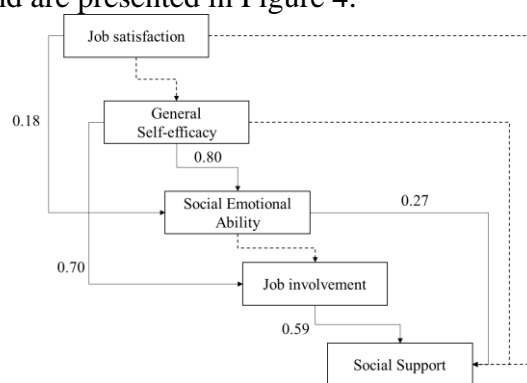 nd are presented in Figure 4.
Job satisfaction
0.18
General
Self-efficacy
0.80
Social Emotional
Ability
0.27
0.70
Job involvement
0.59
Social Support